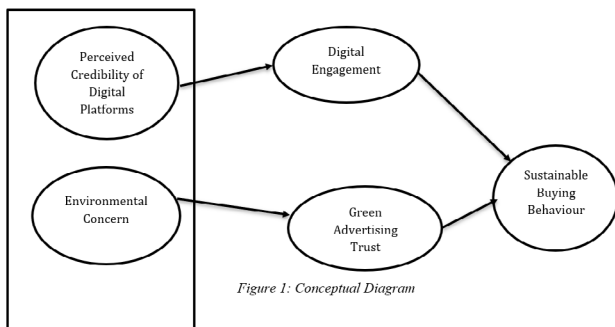 Perceived
Credibility of
Digital
Platforms
Digital
Engagement
Environmental
Concern
Green
Advertising
Trust
Sustainable
Buying
Behaviour
Figure 1: Conceptual Diagram